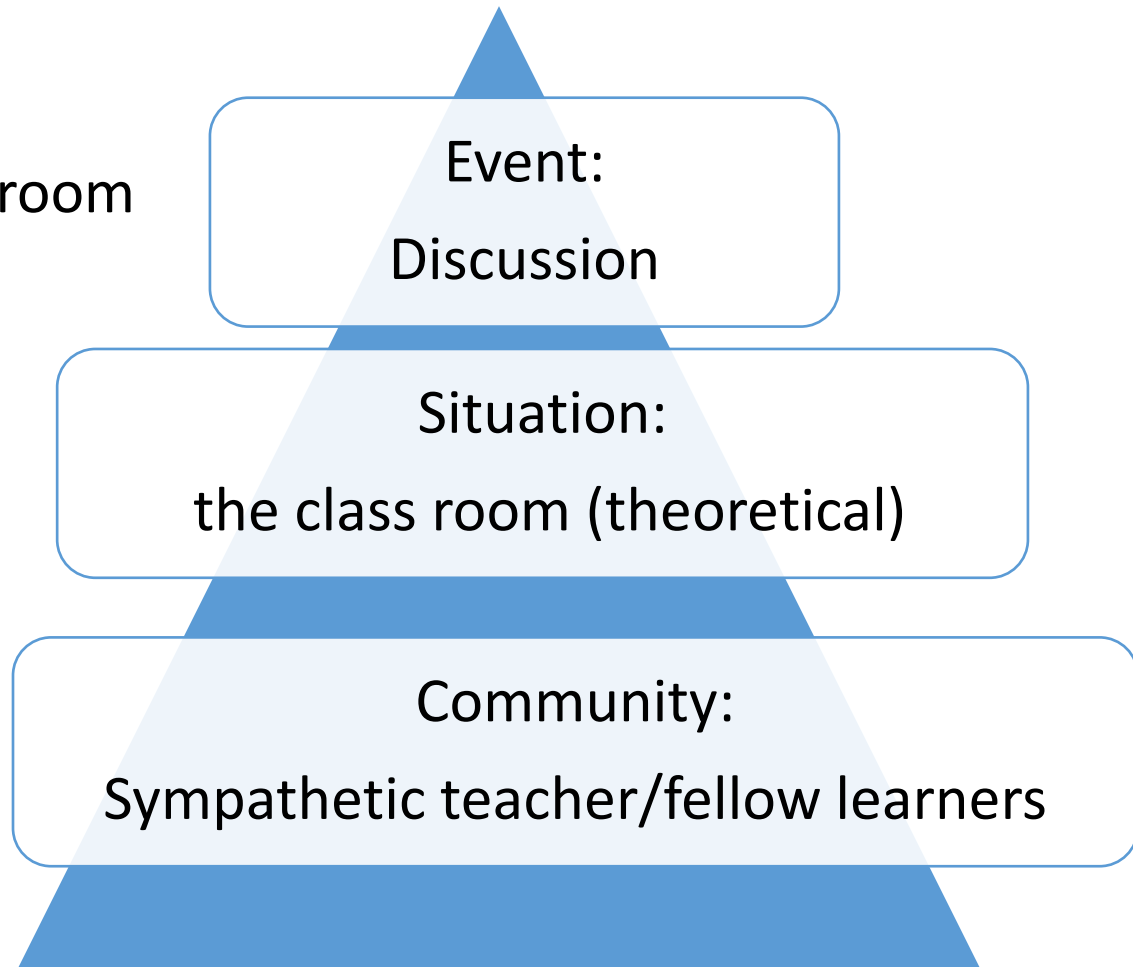 room
Event:
Discussion
Situation:
the class room (theoretical)
Community:
Sympathetic teacher/fellow learners